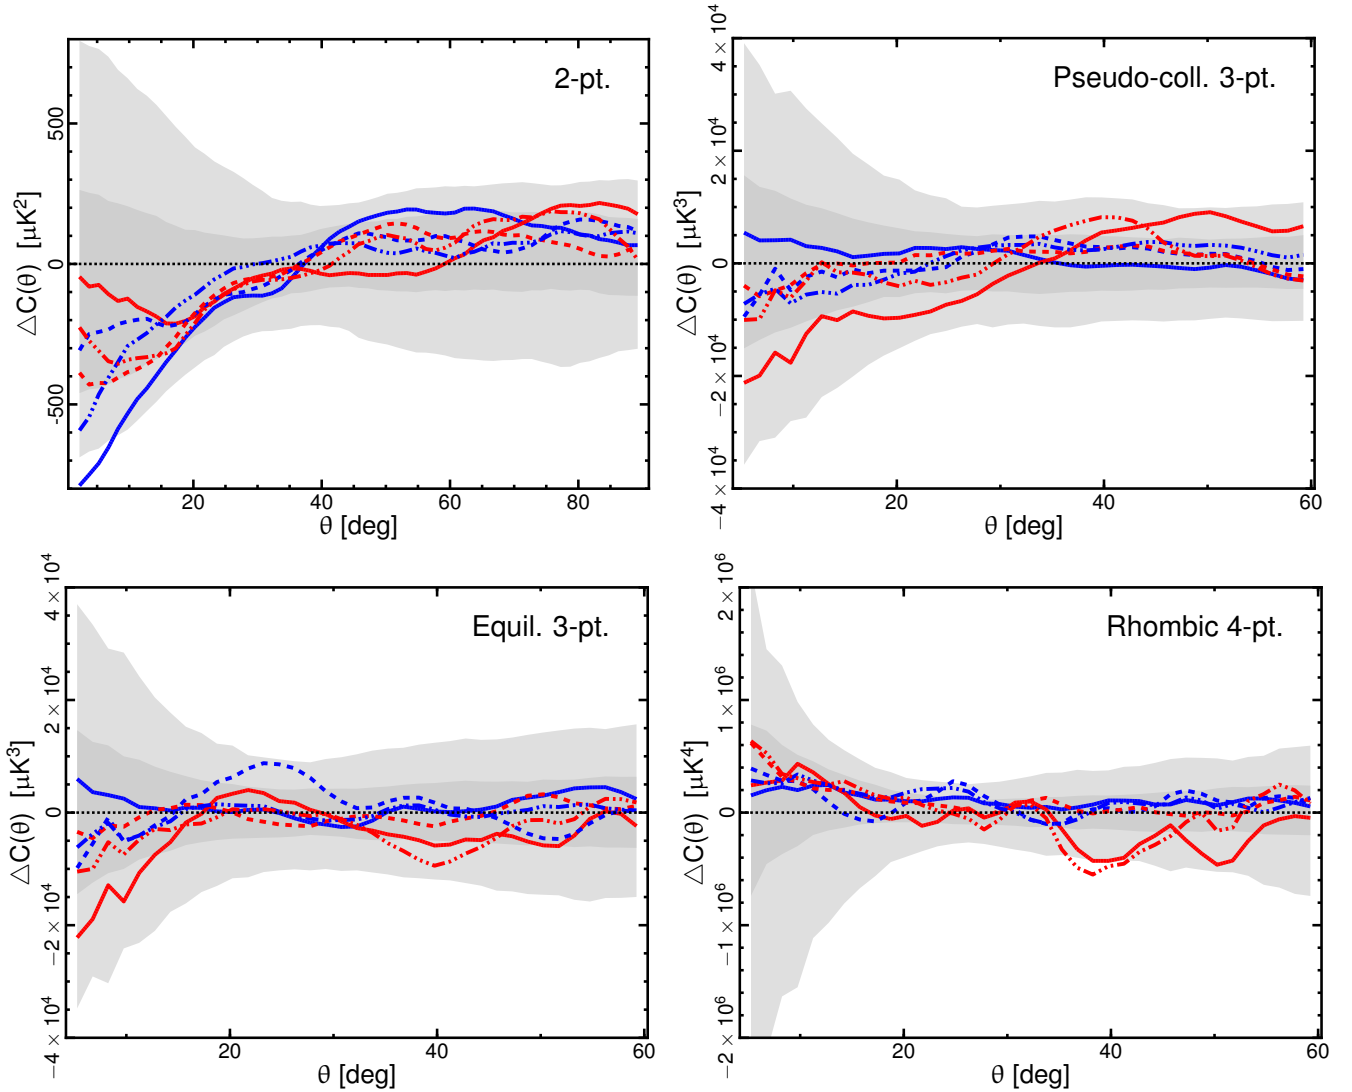 2-pt.
500
0
-500
△C(θ) [μK²]
20 40 60 80
θ [deg]
Pseudo-coll. 3-pt.
4 × 10⁴
2 × 10⁴
0
−2 × 10⁴
−4 × 10⁴
△C(θ) [μK³]
20 40 60
θ [deg]
Equil. 3-pt.
4 × 10⁴
2 × 10⁴
0
−2 × 10⁴
−4 × 10⁴
△C(θ) [μK³]
20 40 60
θ [deg]
Rhombic 4-pt.
2 × 10⁶
1 × 10⁶
0
−1 × 10⁶
−2 × 10⁶
△C(θ) [μK⁴]
20 40 60
θ [deg]